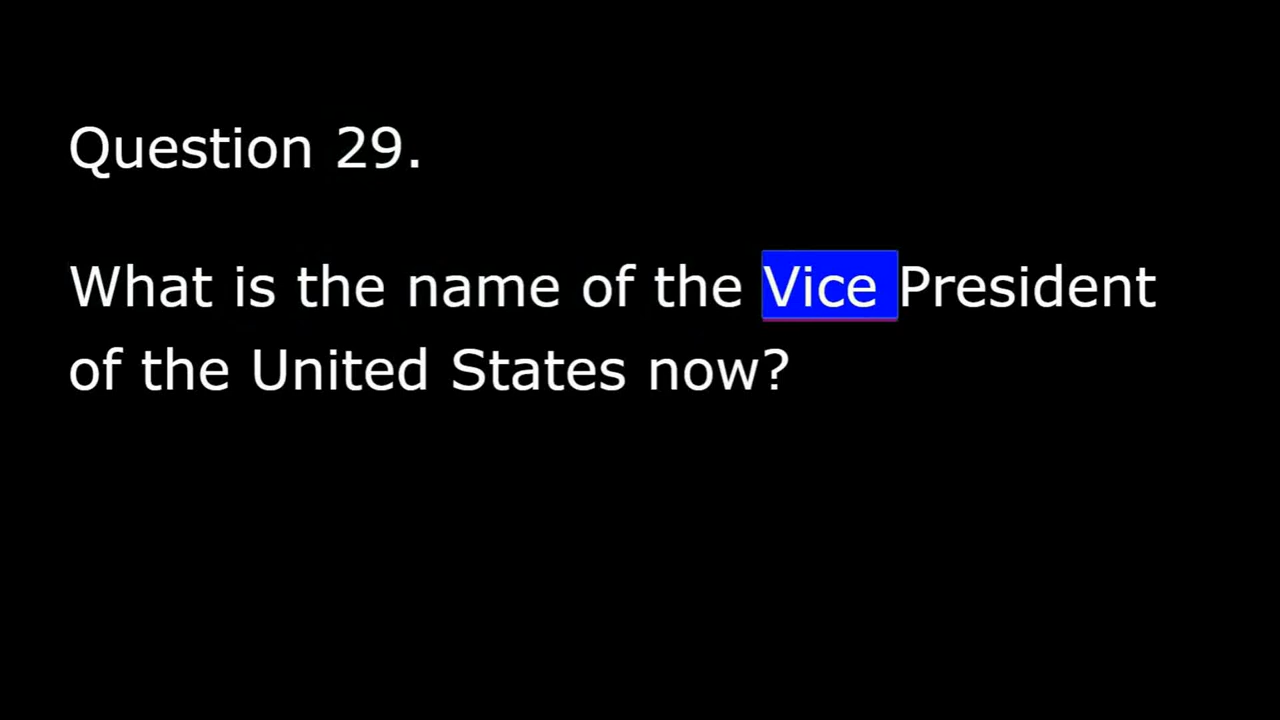 Question 29.
What is the name of the Vice President
of the United States now?